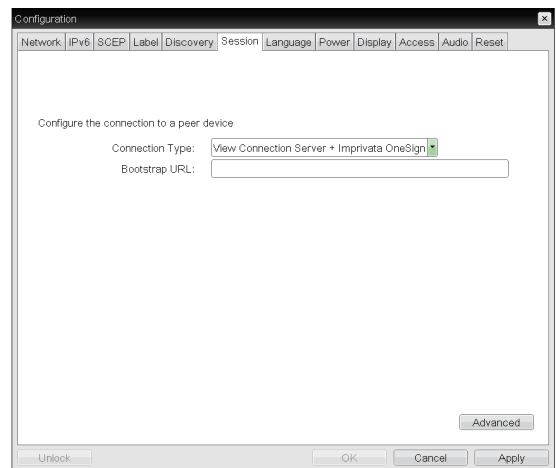 Configuration
Network IPv6 SCEP Label Discovery Session Language Power Display Access Audio Reset
Configure the connection to a peer device
Connection Type: View Connection Server + Imprivata OneSign
Bootstrap URL:
Advanced
Unlock OK Cancel Apply